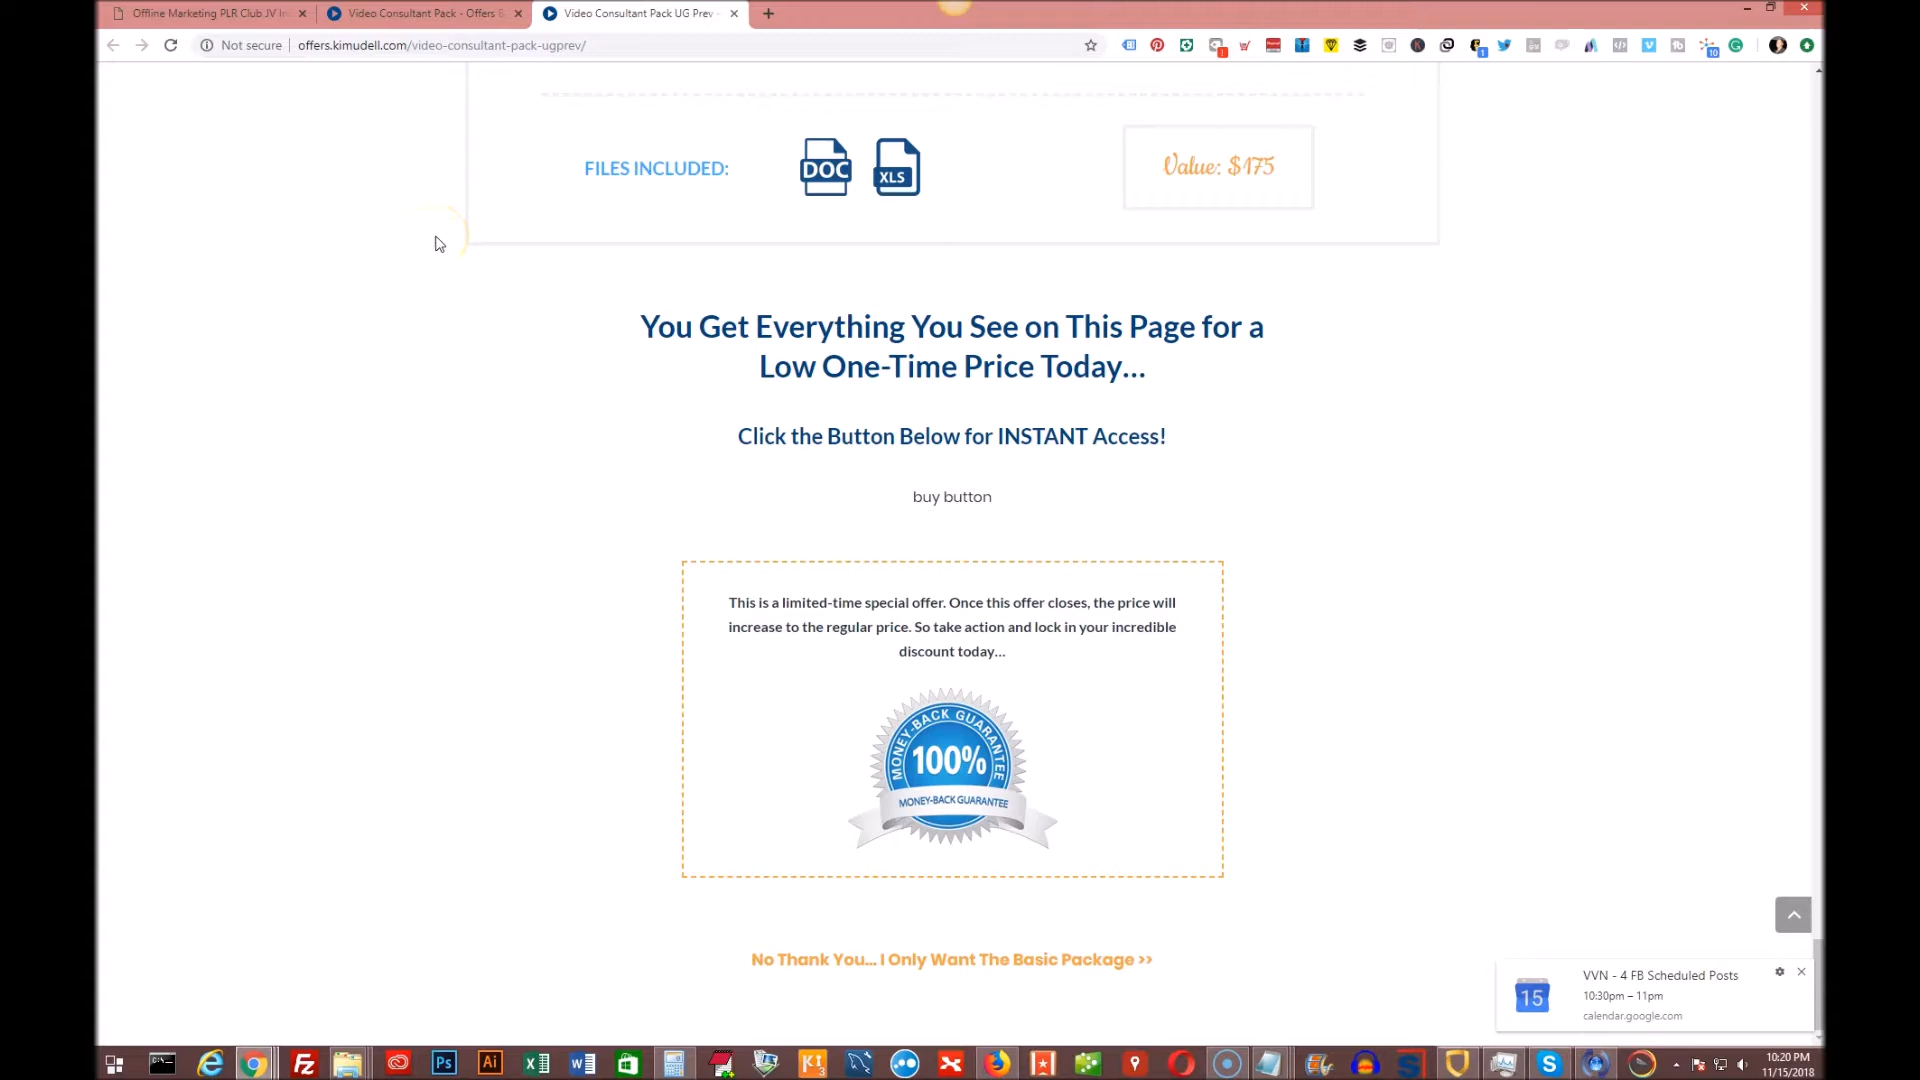 Offline Marketing PLR Club JV In
Video Consultant Pack - Offers &
Video Consultant Pack UG Prev -
Not secure
offers.kimudell.com/video-consultant-pack-ugprev/
FILES INCLUDED:
DOC
XLS
Value: $175
You Get Everything You See on This Page for a
Low One-Time Price Today...
Click the Button Below for INSTANT Access!
buy button
This is a limited-time special offer. Once this offer closes, the price will
increase to the regular price. So take action and lock in your incredible
discount today...
MONEY-BACK GUARANTEE
100%
MONEY-BACK GUARANTEE
No Thank You... I Only Want The Basic Package >>
15
VVN - 4 FB Scheduled Posts
10:30pm – 11pm
calendar.google.com
10:20 PM
11/15/2018